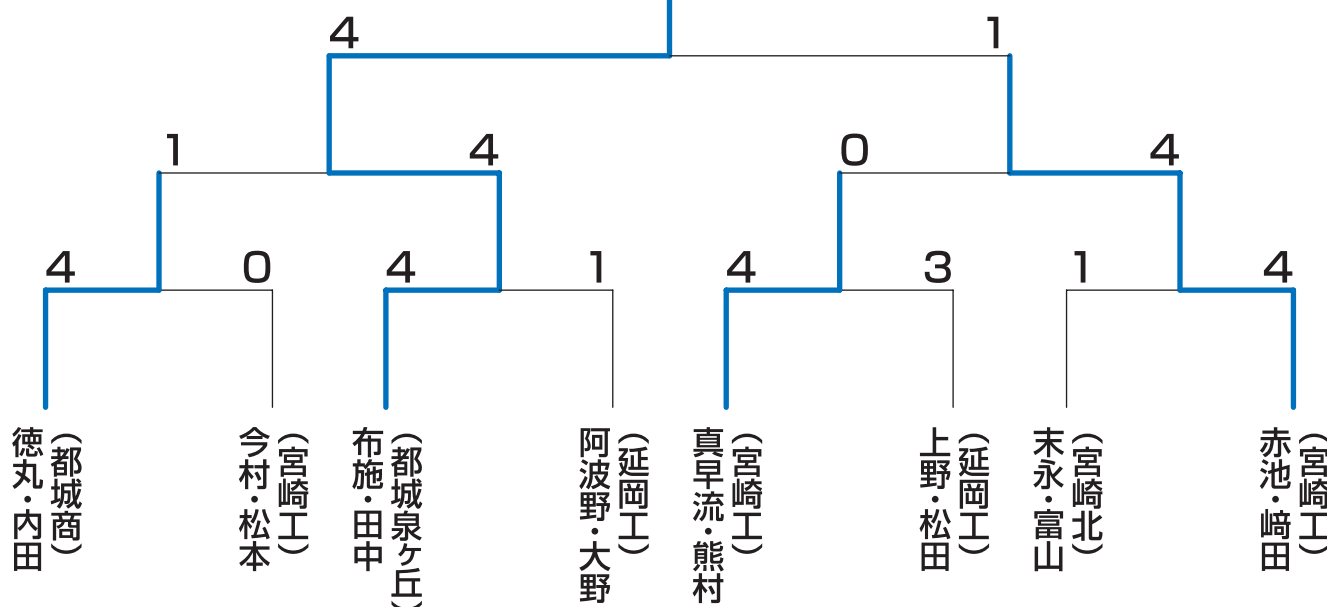 4
1
1
4
0
4
4
0
4
1
4
3
1
4
徳丸・内田
（都城商）
今村・松本
（宮崎工）
布施・田中
（都城泉ヶ丘）
阿波野・大野
（延岡工）
真早流・熊村
（宮崎工）
上野・松田
（延岡工）
末永・富山
（宮崎北）
赤池・﨑田
（宮崎工）